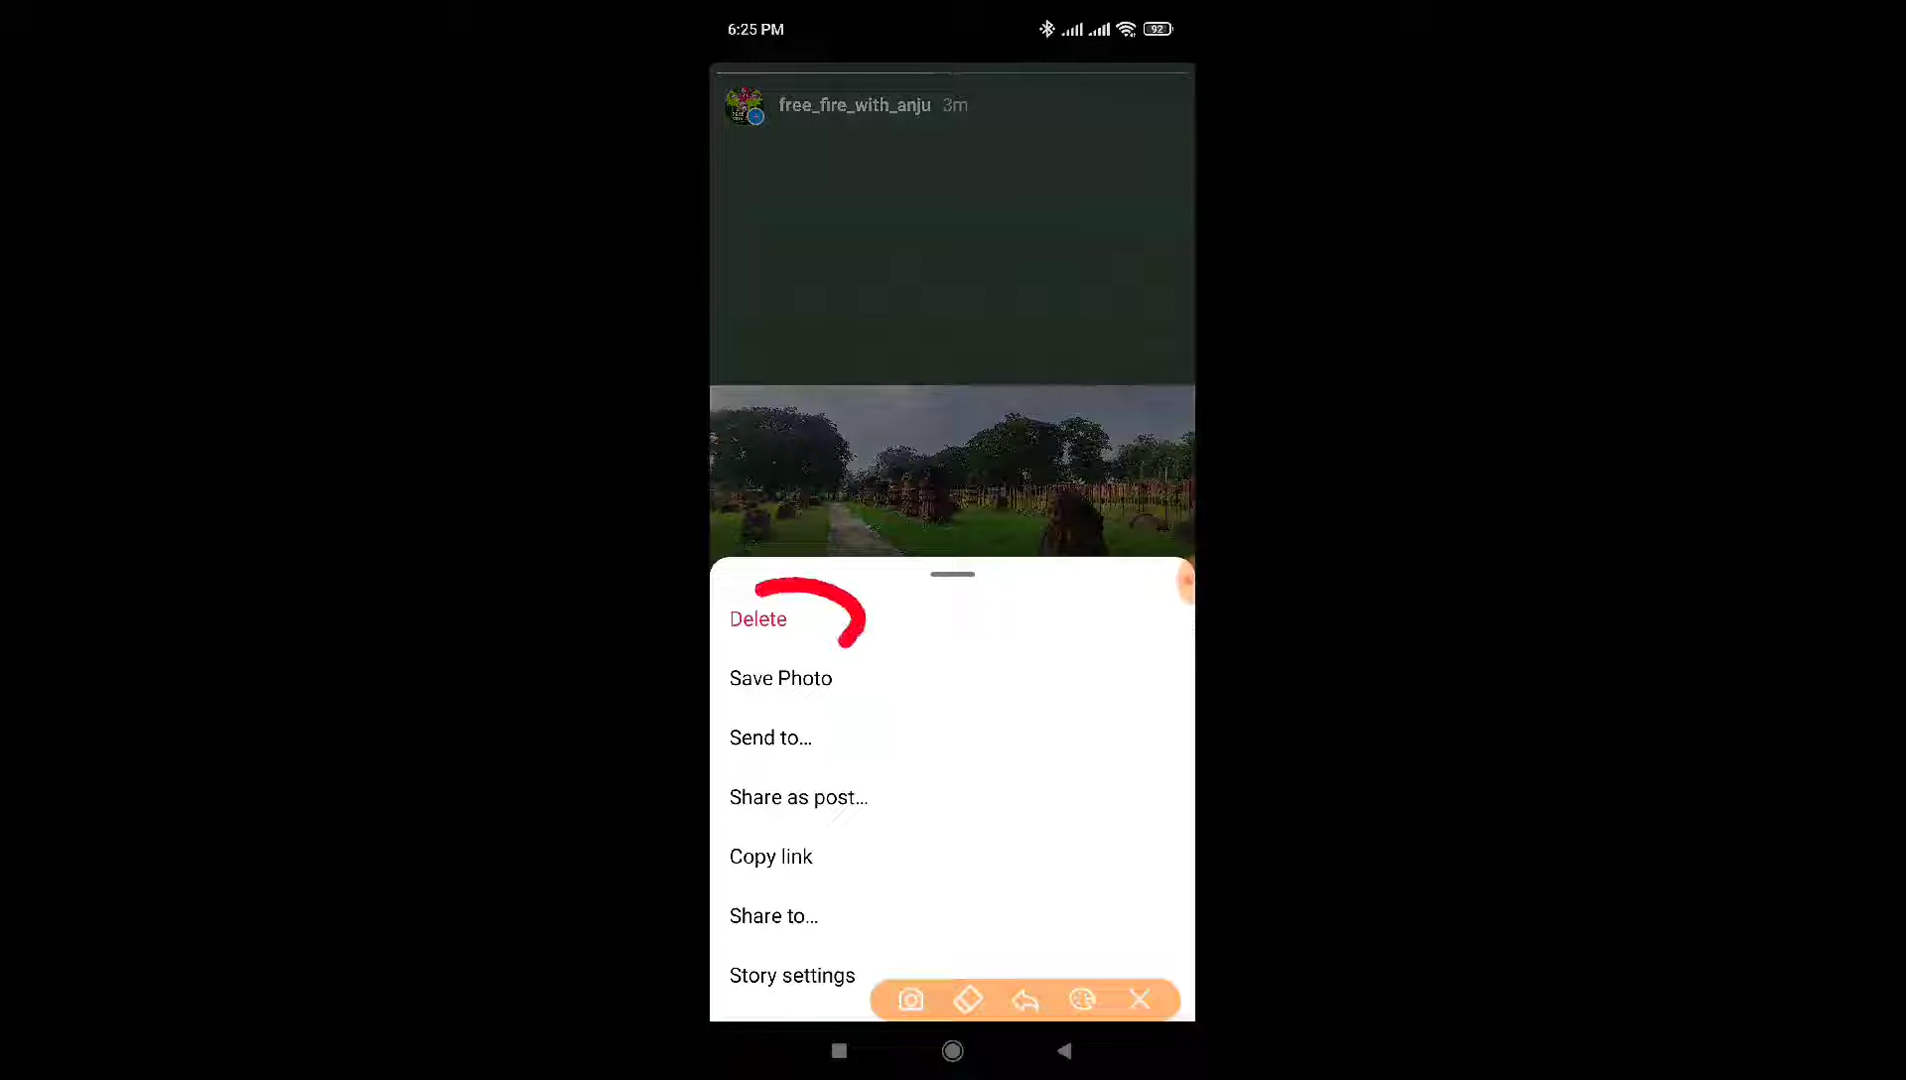 6:25 PM
92
free_fire_with_anju 3m
Delete
Save Photo
Send to...
Share as post...
Copy link
Share to...
Story settings